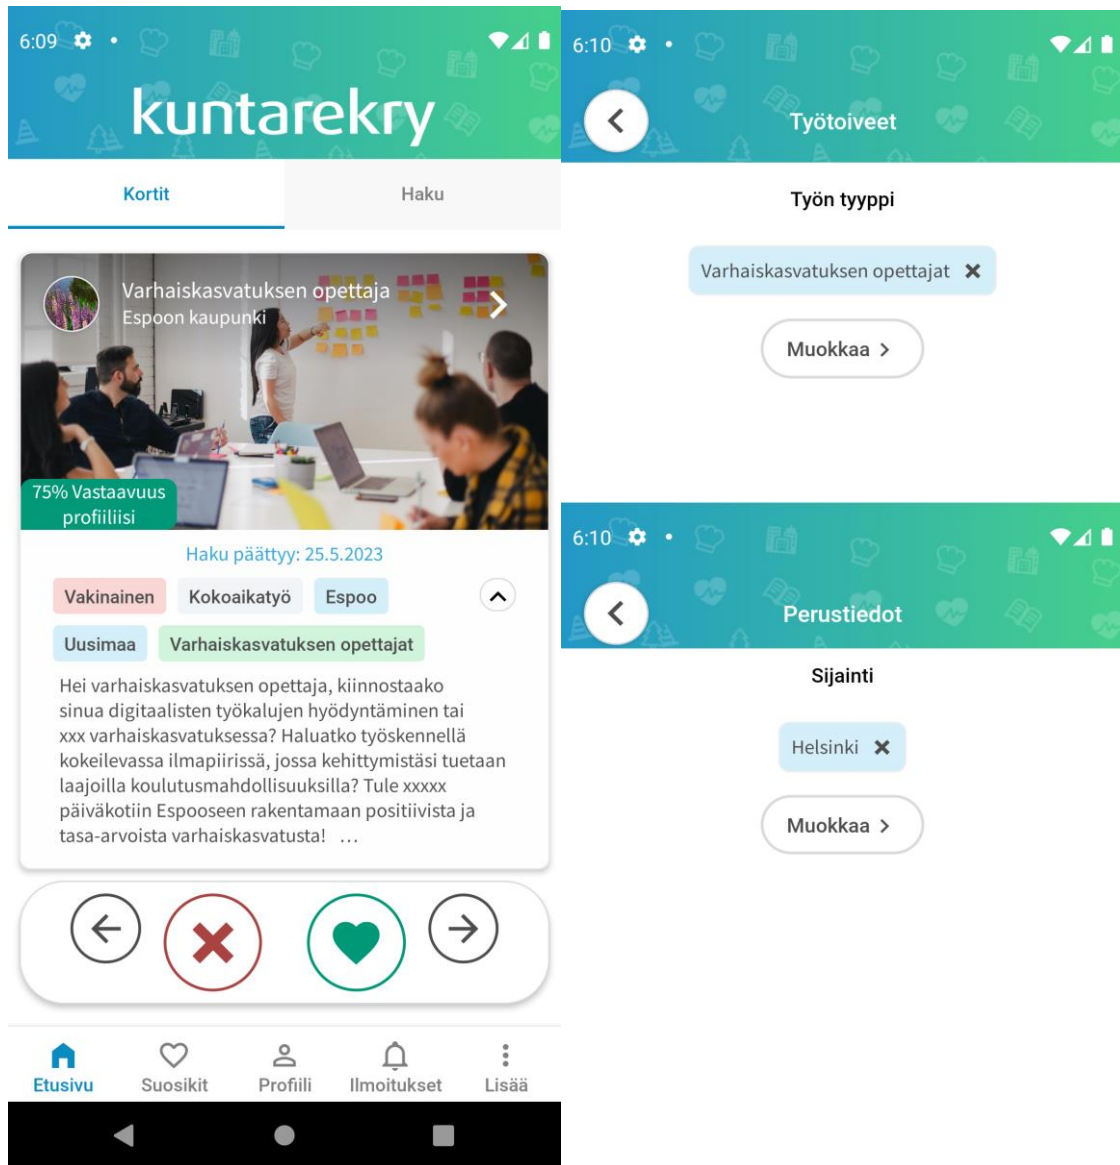 6:09
kuntarekry
Kortit
Haku
Varhaiskasvatuksen opettaja
Espoon kaupunki
75% Vastaavuus
profiiliisi
Haku päättyy: 25.5.2023
Vakinainen
Kokoaikatyö
Espoo
Uusimaa
Varhaiskasvatuksen opettajat
Hei varhaiskasvatuksen opettaja, kiinnostaako
sinua digitaalisten työkalujen hyödyntäminen tai
xxx varhaiskasvatuksessa? Haluatko työskennellä
kokeilevassa ilmapiirissä, jossa kehittymistäsi tuetaan
laajoilla koulutusmahdollisuuksilla? Tule xxxxx
päiväkotiin Espooseen rakentamaan positiivista ja
tasa-arvoista varhaiskasvatusta! ...
Etusivu
Suosikit
Profiili
Ilmoitukset
Lisää
6:10
Työtoiveet
Työn tyyppi
Varhaiskasvatuksen opettajat
Muokkaa
6:10
Perustiedot
Sijainti
Helsinki
Muokkaa